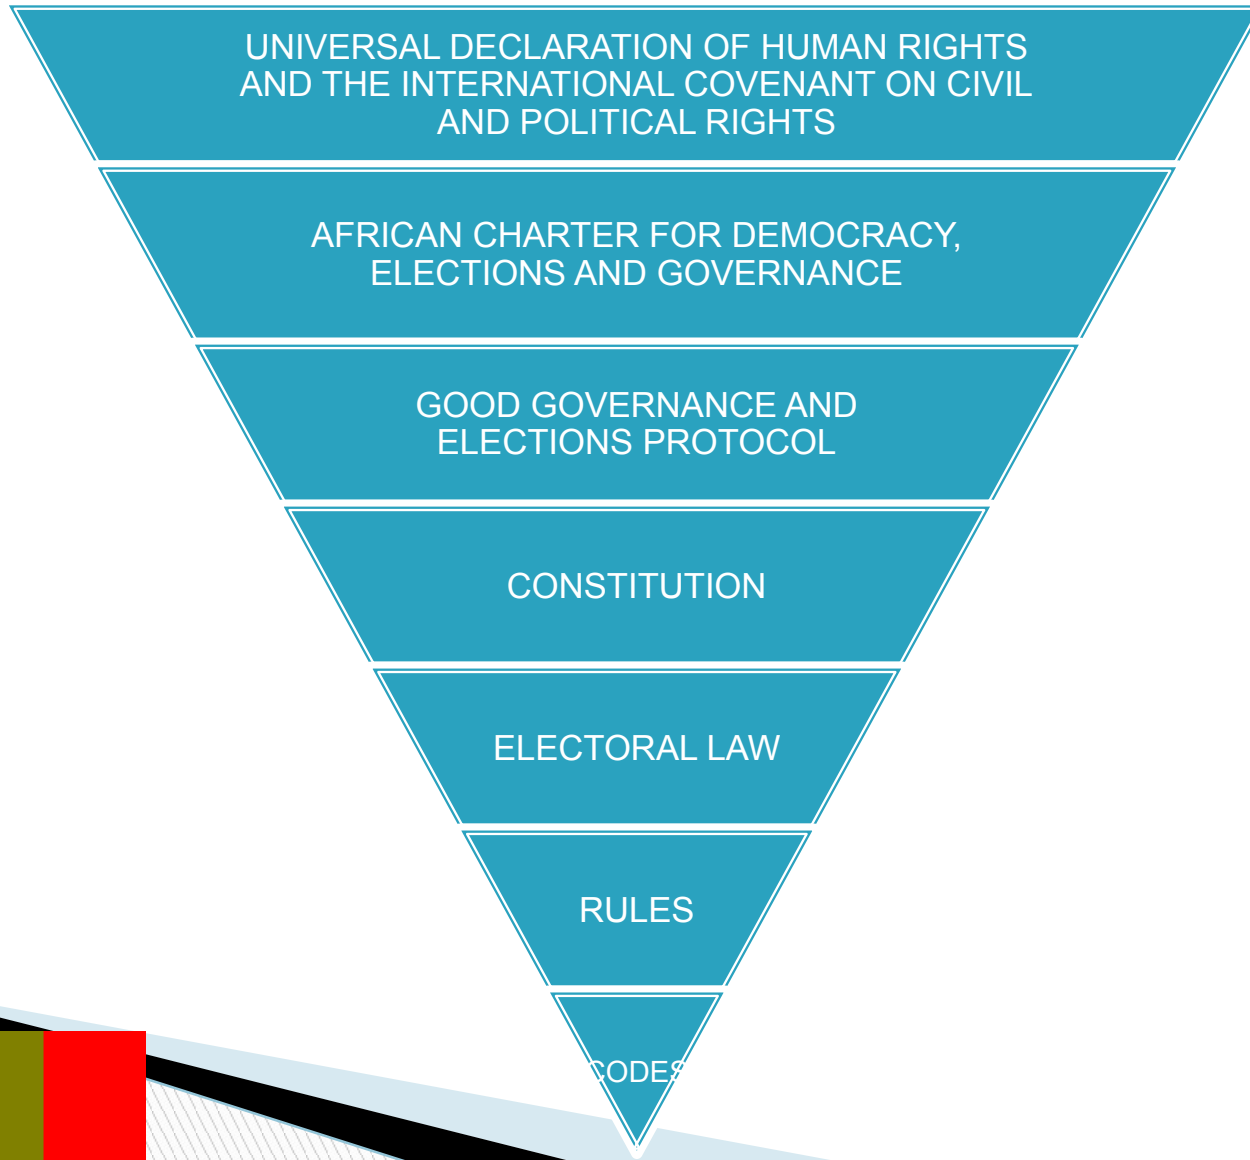 UNIVERSAL DECLARATION OF HUMAN RIGHTS
AND THE INTERNATIONAL COVENANT ON CIVIL
AND POLITICAL RIGHTS
AFRICAN CHARTER FOR DEMOCRACY,
ELECTIONS AND GOVERNANCE
GOOD GOVERNANCE AND
ELECTIONS PROTOCOL
CONSTITUTION
ELECTORAL LAW
RULES
CODES